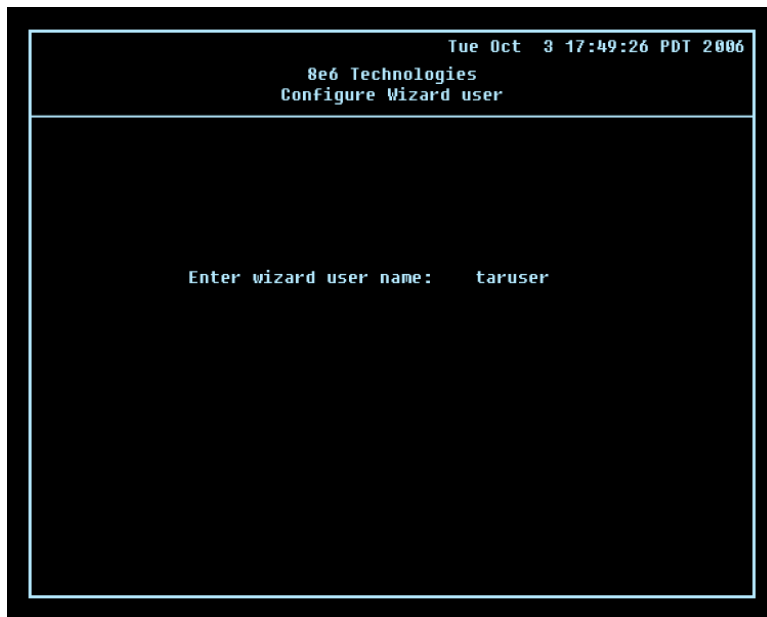 Tue Oct  3 17:49:26 PDT 2006
8e6 Technologies
Configure Wizard user
Enter wizard user name:    taruser